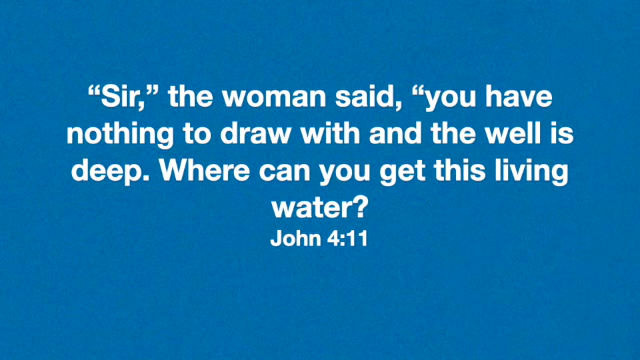 “Sir,” the woman said, “you have
nothing to draw with and the well is
deep. Where can you get this living
water?
John 4:11